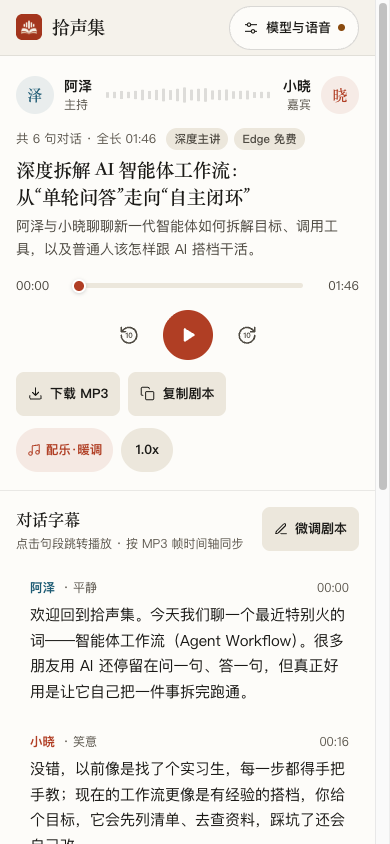 拾声集
模型与语音
泽
阿泽
主持
小晓
嘉宾
晓
共 6 句对话 · 全长 01:46
深度主讲
Edge 免费
深度拆解 AI 智能体工作流：
从“单轮问答”走向“自主闭环”
阿泽与小晓聊聊新一代智能体如何拆解目标、调用工
具，以及普通人该怎样跟 AI 搭档干活。
00:00
01:46
10
10
下载 MP3
复制剧本
配乐·暖调
1.0x
对话字幕
点击句段跳转播放 · 按 MP3 帧时间轴同步
微调剧本
阿泽 · 平静
00:00
欢迎回到拾声集。今天我们聊一个最近特别火的
词——智能体工作流（Agent Workflow）。很多
朋友用 AI 还停留在问一句、答一句，但真正好
用是让它自己把一件事拆完跑通。
小晓 · 笑意
00:16
没错，以前像是找了个实习生，每一步都得手把
手教；现在的工作流更像是有经验的搭档，你给
个目标，它会先列清单、去查资料，踩坑了还会
自己改